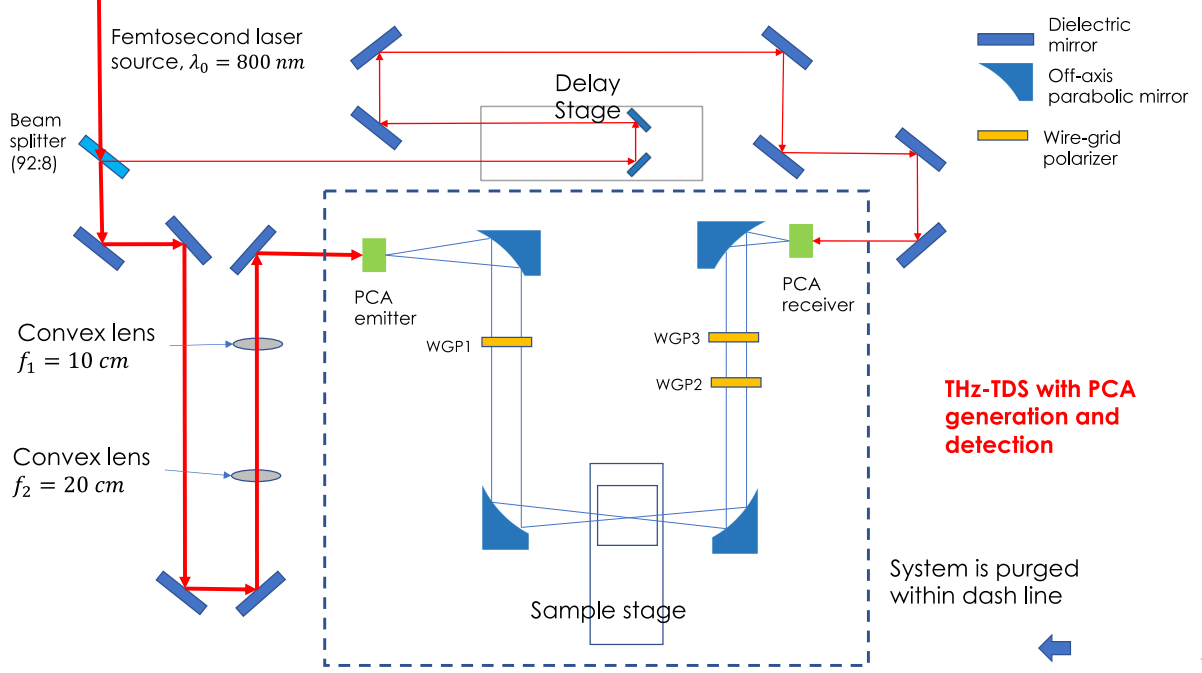 Femtosecond laser
source, λ₀ = 800 nm
Delay
Stage
Dielectric
mirror
Off-axis
parabolic mirror
Wire-grid
polarizer
Beam
splitter
(92:8)
PCA
emitter
PCA
receiver
Convex lens
f₁ = 10 cm
WGP1
WGP3
WGP2
THz-TDS with PCA
generation and
detection
Convex lens
f₂ = 20 cm
Sample stage
System is purged
within dash line